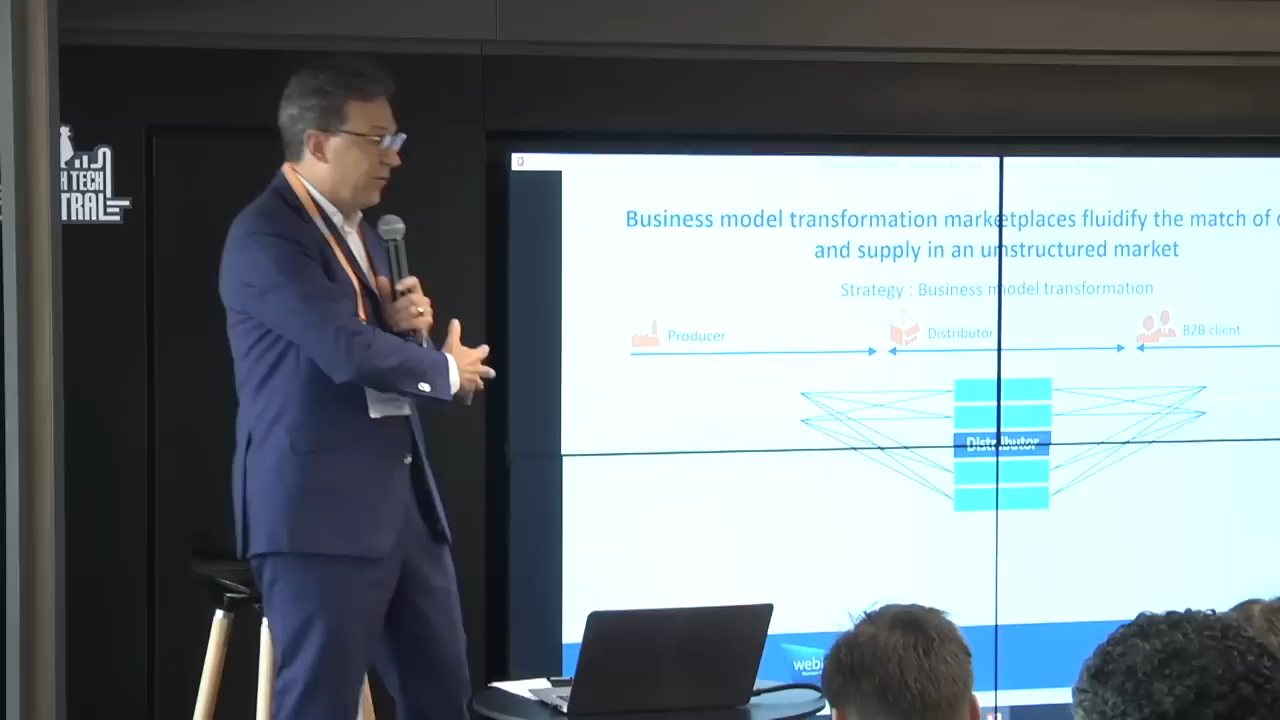 H TECH
TRAL
Business model transformation marketplaces fluidify the match of
and supply in an unstructured market
Strategy : Business model transformation
Producer
Distributor
B2B client
Distributor
webi